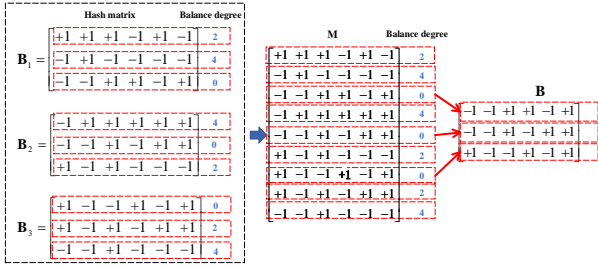 Hash matrix Balance degree
+1 +1 +1 −1 +1 −1 2
B1 = −1 +1 −1 −1 −1 −1 4
−1 −1 +1 +1 −1 +1 0
−1 +1 +1 +1 +1 +1 4
B2 = −1 −1 +1 −1 +1 +1 0
+1 −1 +1 −1 −1 −1 2
+1 −1 −1 +1 −1 +1 0
B3 = +1 −1 +1 −1 +1 +1 2
−1 −1 +1 −1 −1 −1 4
M Balance degree
+1 +1 +1 −1 +1 −1 2
−1 +1 −1 −1 −1 −1 4
−1 −1 +1 +1 −1 +1 0
−1 +1 +1 +1 +1 +1 4
−1 −1 +1 −1 +1 +1 0
+1 −1 +1 −1 −1 −1 2
+1 −1 −1 +1 −1 +1 0
+1 −1 +1 −1 +1 +1 2
−1 −1 +1 −1 −1 −1 4
B
−1 −1 +1 +1 −1 +1
−1 −1 +1 −1 +1 +1
+1 −1 −1 +1 −1 +1